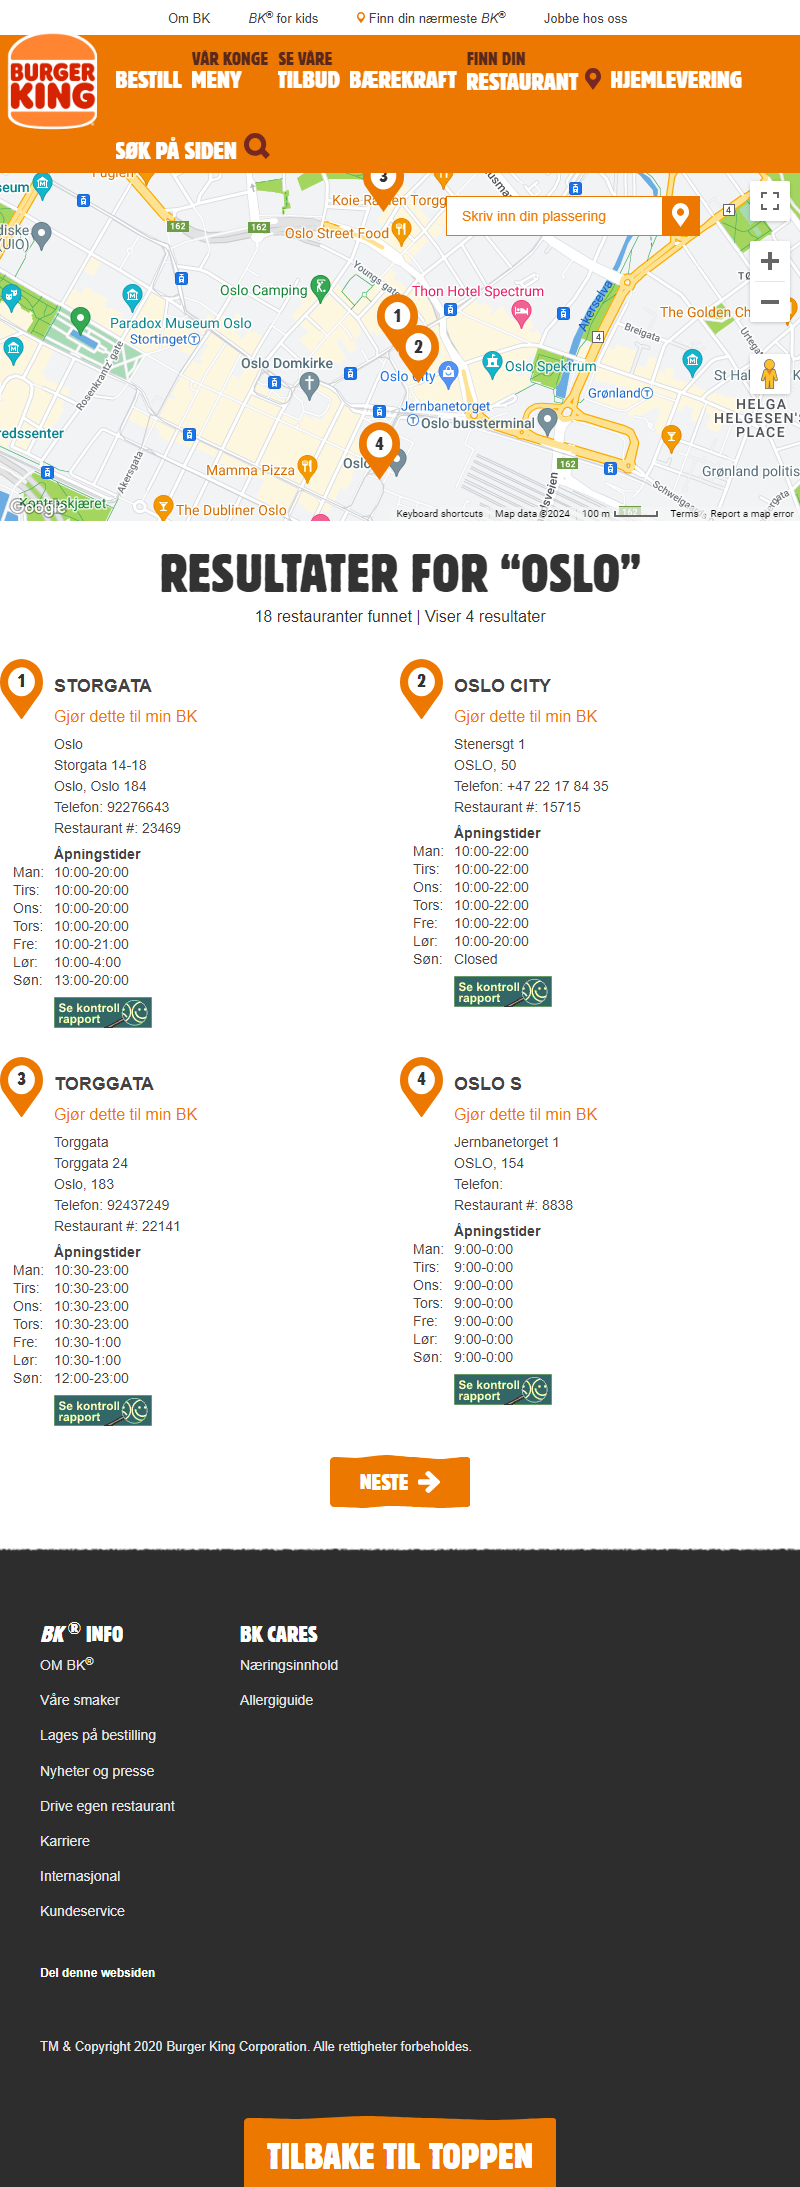 Om BK
BK® for kids
Finn din nærmeste BK®
Jobbe hos oss
BURGER
KING
BESTILL
VÅR KONGE
MENY
SE VÅRE
TILBUD
BÆREKRAFT
FINN DIN
RESTAURANT
HJEMLEVERING
SØK PÅ SIDEN
3
Koie Ramen Torgg
Skriv inn din plassering
4
162
162
Oslo Street Food
(UIO)
Youngs gate
Akerselva
Oslo Camping
Thon Hotel Spectrum
The Golden Ch
Paradox Museum Oslo
Stortinget
1
2
Breigata
Rosenkrantz' gate
Oslo Domkirke
Oslo City
Oslo Spektrum
4
Grønland
Jernbanetorget
Oslo bussterminal
HELGA
HELGESEN'S
PLACE
Akersgata
4
Mamma Pizza
162
Grønland politis
The Dubliner Oslo
Google
Keyboard shortcuts
Map data ©2024
100 m
Terms
Report a map error
RESULTATER FOR “OSLO”
18 restauranter funnet | Viser 4 resultater
1
STORGATA
Gjør dette til min BK
Oslo
Storgata 14-18
Oslo, Oslo 184
Telefon: 92276643
Restaurant #: 23469
Åpningstider
Man: 10:00-20:00
Tirs: 10:00-20:00
Ons: 10:00-20:00
Tors: 10:00-20:00
Fre: 10:00-21:00
Lør: 10:00-4:00
Søn: 13:00-20:00
Se kontroll
rapport
2
OSLO CITY
Gjør dette til min BK
Stenersgt 1
OSLO, 50
Telefon: +47 22 17 84 35
Restaurant #: 15715
Åpningstider
Man: 10:00-22:00
Tirs: 10:00-22:00
Ons: 10:00-22:00
Tors: 10:00-22:00
Fre: 10:00-22:00
Lør: 10:00-20:00
Søn: Closed
Se kontroll
rapport
3
TORGGATA
Gjør dette til min BK
Torggata
Torggata 24
Oslo, 183
Telefon: 92437249
Restaurant #: 22141
Åpningstider
Man: 10:30-23:00
Tirs: 10:30-23:00
Ons: 10:30-23:00
Tors: 10:30-23:00
Fre: 10:30-1:00
Lør: 10:30-1:00
Søn: 12:00-23:00
Se kontroll
rapport
4
OSLO S
Gjør dette til min BK
Jernbanetorget 1
OSLO, 154
Telefon:
Restaurant #: 8838
Åpningstider
Man: 9:00-0:00
Tirs: 9:00-0:00
Ons: 9:00-0:00
Tors: 9:00-0:00
Fre: 9:00-0:00
Lør: 9:00-0:00
Søn: 9:00-0:00
Se kontroll
rapport
NESTE
BK® INFO
OM BK®
Våre smaker
Lages på bestilling
Nyheter og presse
Drive egen restaurant
Karriere
Internasjonal
Kundeservice
BK CARES
Næringsinnhold
Allergiguide
Del denne websiden
TM & Copyright 2020 Burger King Corporation. Alle rettigheter forbeholdes.
TILBAKE TIL TOPPEN